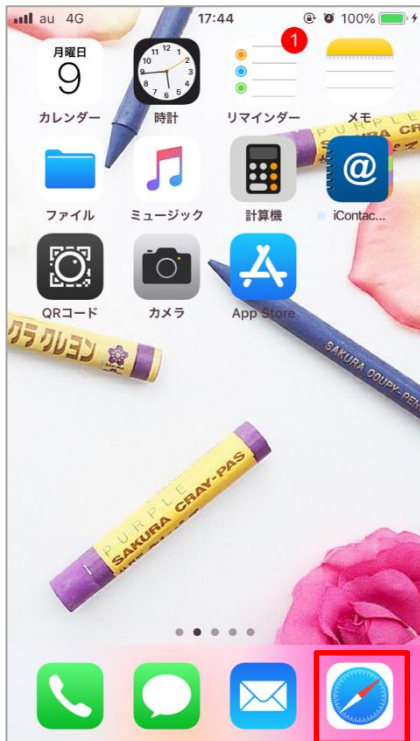 au 4G 17:44 100%
1
月曜日
9
カレンダー 時計 リマインダー メモ
ファイル ミュージック 計算機 iContac...
QRコード カメラ App Store
PURPLE
SAKURA CRA
クラ クレヨン
SAKURA COUPY-PEN
PURPLE
SAKURA CRAY-PAS